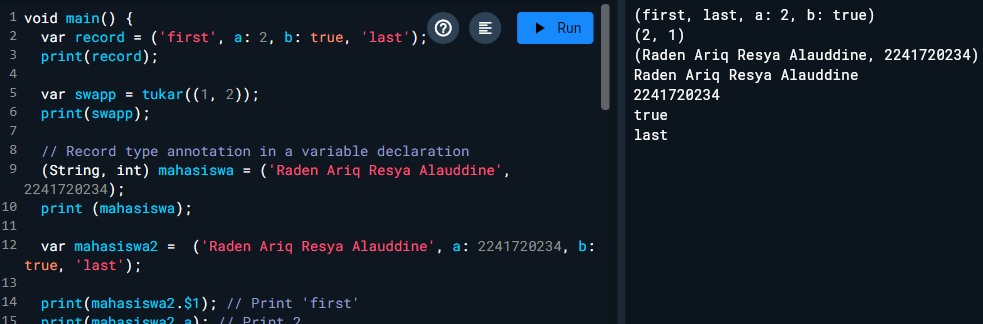 1 void main() {
2 var record = ('first', a: 2, b: true, 'last');
3 print(record);
4
5 var swapp = tukar((1, 2));
6 print(swapp);
7
8 // Record type annotation in a variable declaration
9 (String, int) mahasiswa = ('Raden Ariq Resya Alauddine',
2241720234);
10 print (mahasiswa);
11
12 var mahasiswa2 =  ('Raden Ariq Resya Alauddine', a: 2241720234, b:
true, 'last');
13
14 print(mahasiswa2.$1); // Print 'first'
15 print(mahasiswa2.a); // Print 2
Run
(first, last, a: 2, b: true)
(2, 1)
(Raden Ariq Resya Alauddine, 2241720234)
Raden Ariq Resya Alauddine
2241720234
true
last